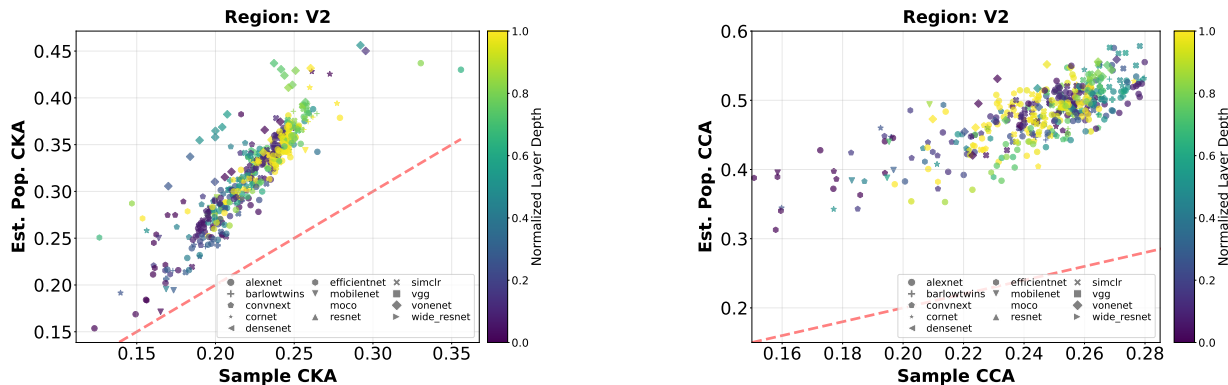 Region: V2
Est. Pop. CKA
0.45
0.40
0.35
0.30
0.25
0.20
0.15
0.15 0.20 0.25 0.30 0.35
Sample CKA
alexnet efficientnet simclr
barlowtwins mobilenet vgg
convnext moco vonenet
cornet resnet wide_resnet
densenet
1.0
0.8
0.6
0.4
0.2
0.0
Normalized Layer Depth
Region: V2
Est. Pop. CCA
0.6
0.5
0.4
0.3
0.2
0.16 0.18 0.20 0.22 0.24 0.26 0.28
Sample CCA
alexnet efficientnet simclr
barlowtwins mobilenet vgg
convnext moco vonenet
cornet resnet wide_resnet
densenet
1.0
0.8
0.6
0.4
0.2
0.0
Normalized Layer Depth